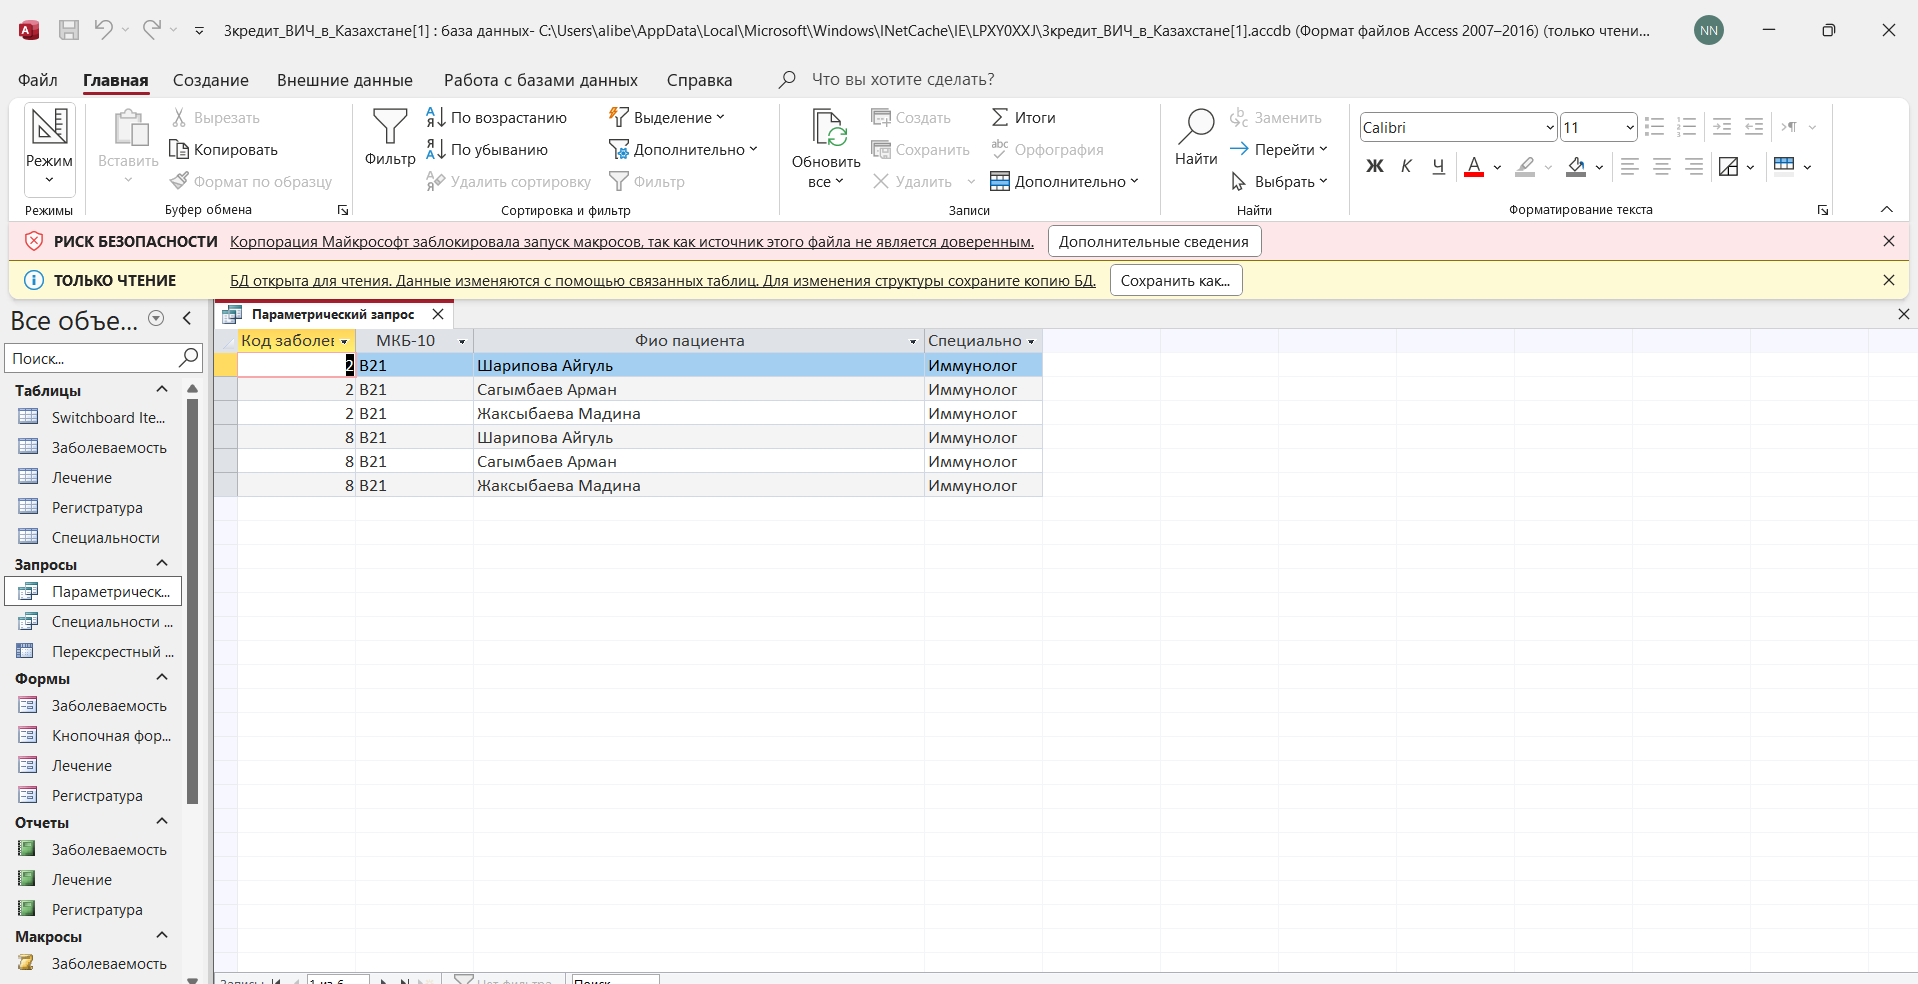 3кредит_ВИЧ_в_Казахстане[1] : база данных- C:\Users\alibe\AppData\Local\Microsoft\Windows\INetCache\IE\LPXY0XXJ\3кредит_ВИЧ_в_Казахстане[1].accdb (Формат файлов Access 2007–2016) (только чтени...
NN
Файл Главная Создание Внешние данные Работа с базами данных Справка Что вы хотите сделать?
Режим
Режимы
Вставить
Вырезать
Копировать
Формат по образцу
Буфер обмена
Фильтр
По возрастанию
По убыванию
Удалить сортировку
Выделение
Дополнительно
Фильтр
Сортировка и фильтр
Обновить все
Создать
Сохранить
Удалить
Итоги
Орфография
Дополнительно
Записи
Найти
Заменить
Перейти
Выбрать
Найти
Calibri 11
Ж К Ч А
Форматирование текста
РИСК БЕЗОПАСНОСТИ Корпорация Майкрософт заблокировала запуск макросов, так как источник этого файла не является доверенным. Дополнительные сведения
ТОЛЬКО ЧТЕНИЕ БД открыта для чтения. Данные изменяются с помощью связанных таблиц. Для изменения структуры сохраните копию БД. Сохранить как...
Все объе...
Поиск...
Таблицы
Switchboard Ite...
Заболеваемость
Лечение
Регистратура
Специальности
Запросы
Параметрическ...
Специальности ...
Перексрестный ...
Формы
Заболеваемость
Кнопочная фор...
Лечение
Регистратура
Отчеты
Заболеваемость
Лечение
Регистратура
Макросы
Заболеваемость
Параметрический запрос
Код заболев МКБ-10 Фио пациента Специально
2 B21 Шарипова Айгуль Иммунолог
2 B21 Сагымбаев Арман Иммунолог
2 B21 Жаксыбаева Мадина Иммунолог
8 B21 Шарипова Айгуль Иммунолог
8 B21 Сагымбаев Арман Иммунолог
8 B21 Жаксыбаева Мадина Иммунолог
Записи 1 из 6 Нет фильтра Поиск